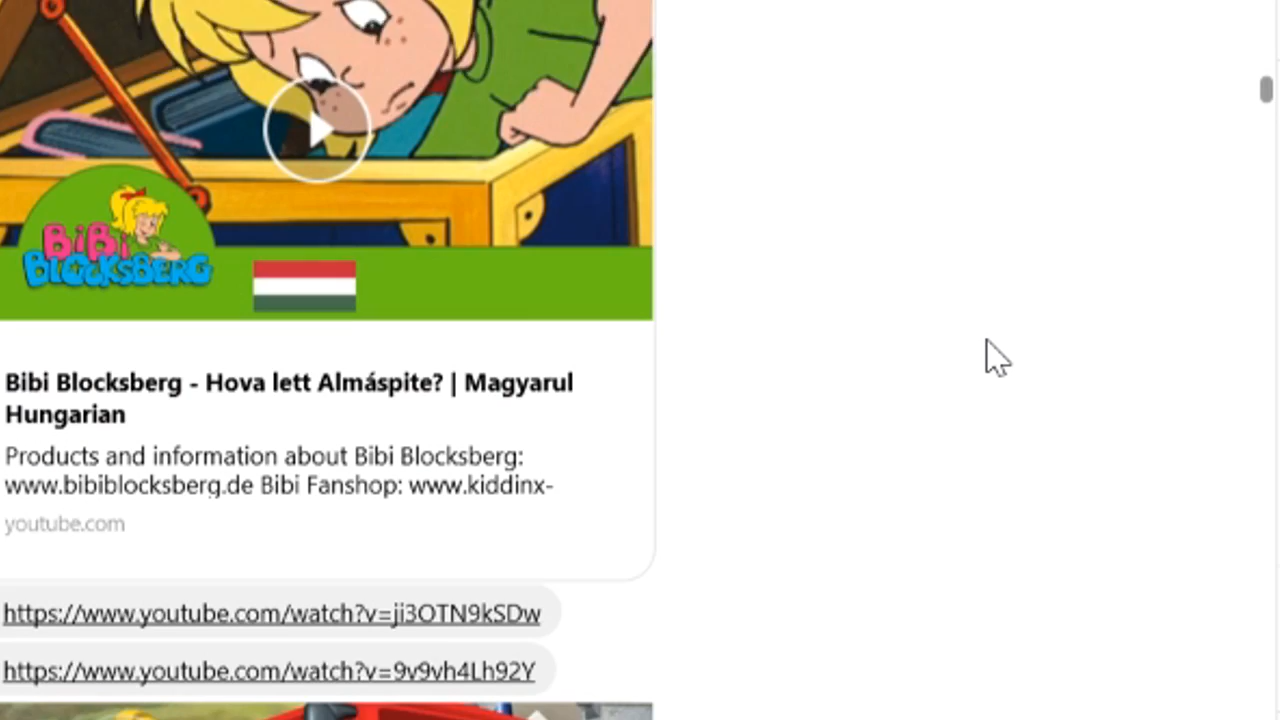 BiBi
BLOCKSBERG
Bibi Blocksberg - Hova lett Almáspite? | Magyarul
Hungarian
Products and information about Bibi Blocksberg:
www.bibiblocksberg.de Bibi Fanshop: www.kiddinx-
youtube.com
https://www.youtube.com/watch?v=jj3OTN9kSDw
https://www.youtube.com/watch?v=9v9vh4Lh92Y